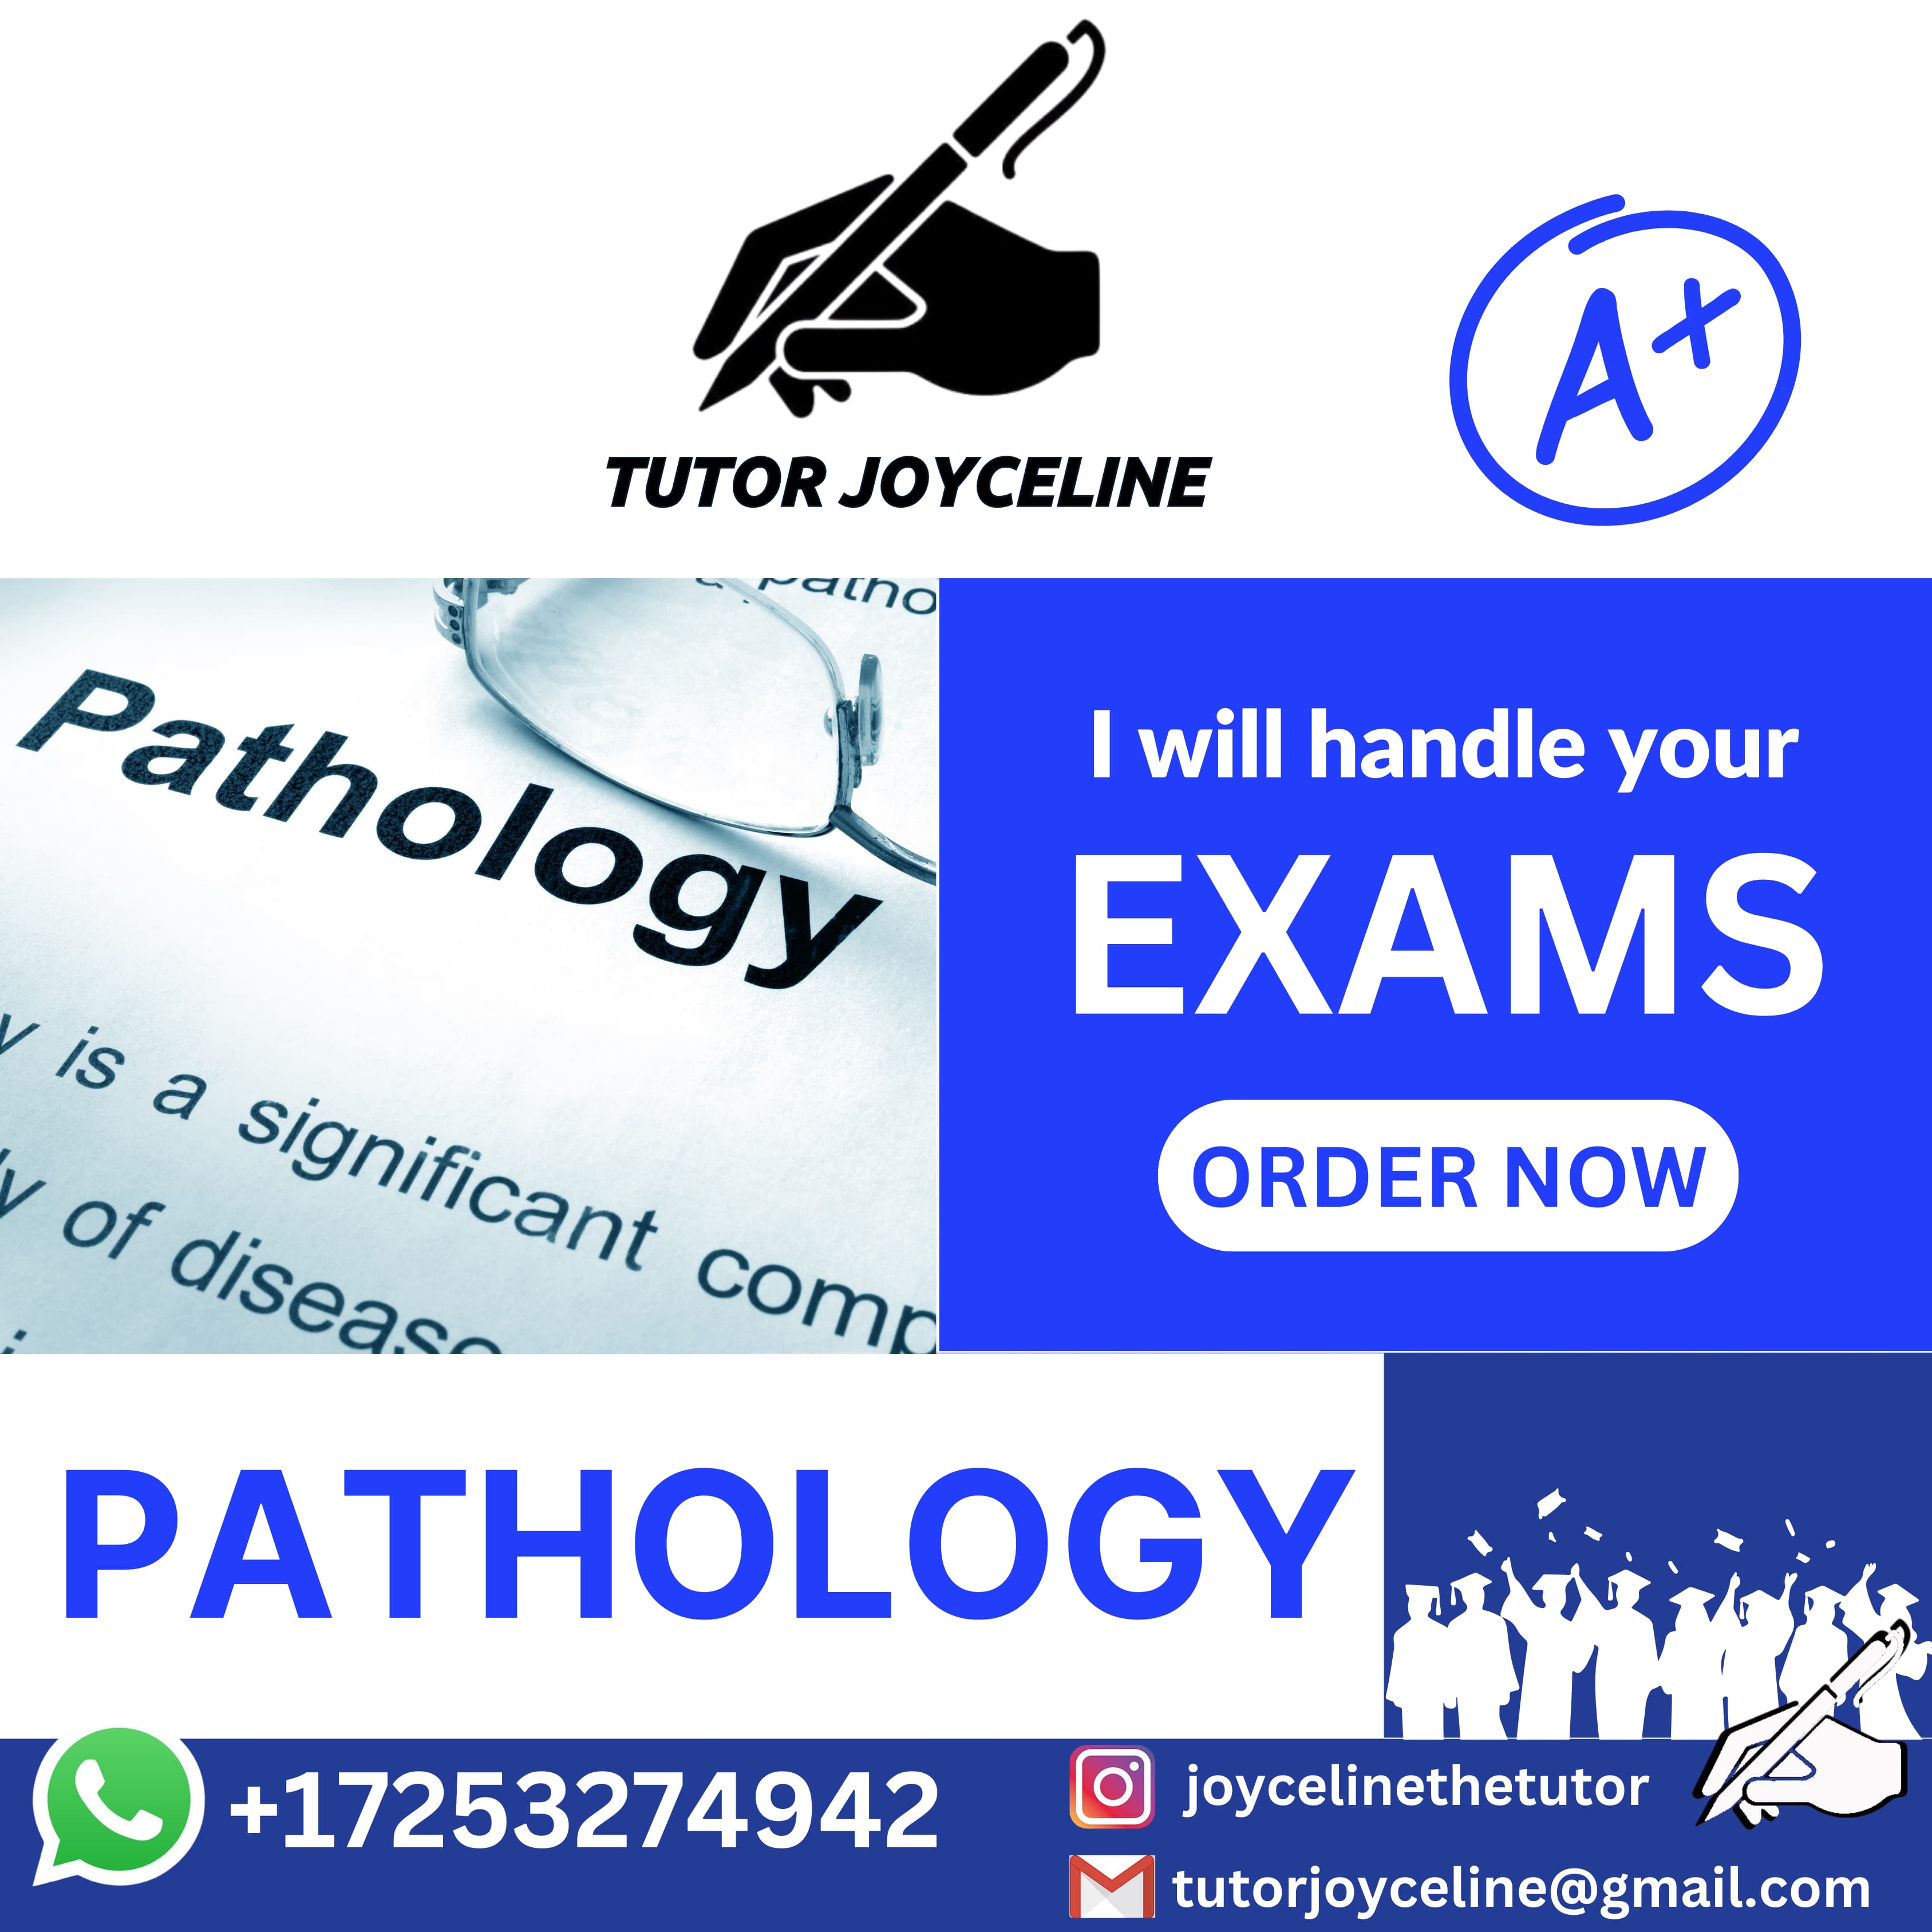 A+
TUTOR JOYCELINE
a patho
Pathology
y is a significant comp
y of disease
I will handle your
EXAMS
ORDER NOW
PATHOLOGY
+17253274942
joycelinethetutor
tutorjoyceline@gmail.com